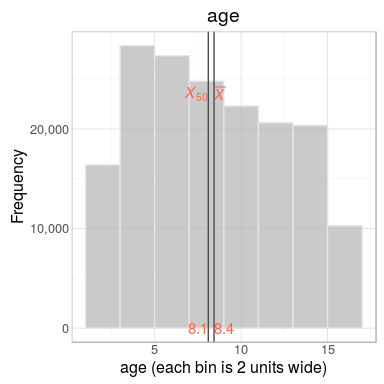 age
Frequency
20,000
10,000
0
X₅₀ X̅
8.1 8.4
5 10 15
age (each bin is 2 units wide)